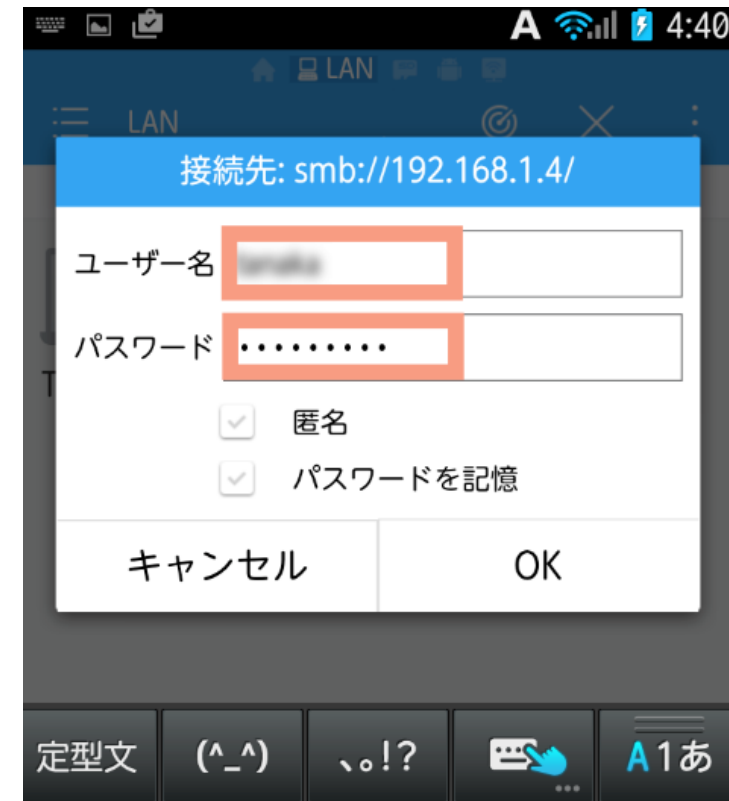 A 4:40
LAN
LAN
接続先: smb://192.168.1.4/
ユーザー名
パスワード •••••••••
T
匿名
パスワードを記憶
キャンセル OK
定型文 (^_^) 、。!? A1あ